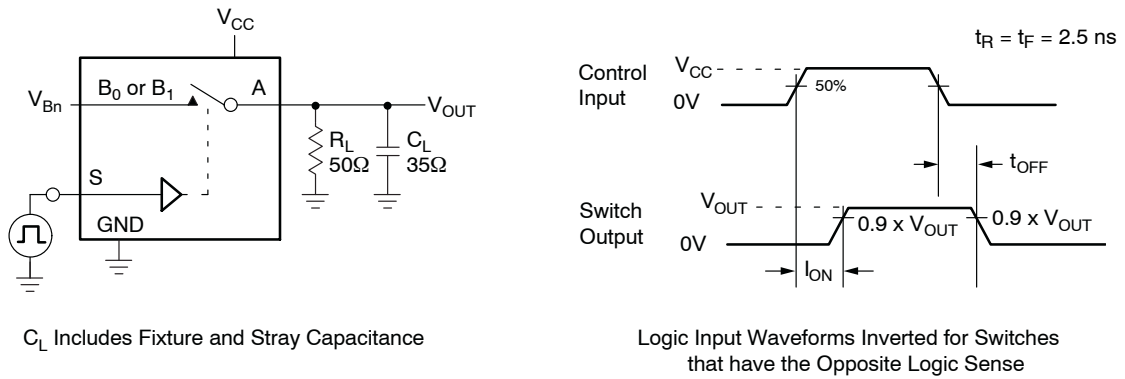 V_CC
V_Bn
B_0 or B_1
A
V_OUT
R_L
50Ω
C_L
35Ω
S
GND
C_L Includes Fixture and Stray Capacitance
t_R = t_F = 2.5 ns
Control
Input
V_CC
50%
0V
t_OFF
Switch
Output
V_OUT
0.9 x V_OUT
0.9 x V_OUT
0V
I_ON
Logic Input Waveforms Inverted for Switches
that have the Opposite Logic Sense